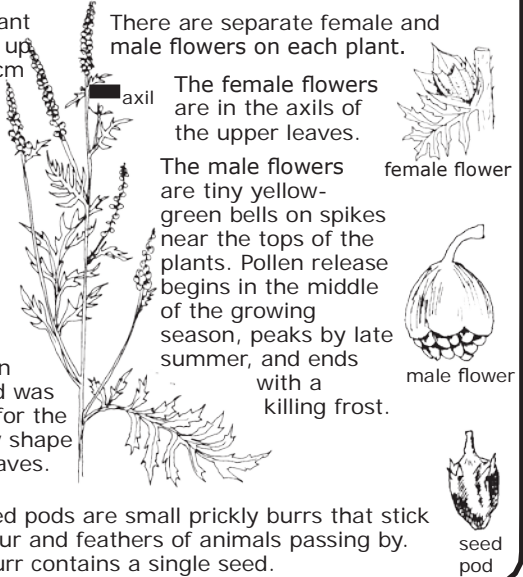 ant
up
cm
There are separate female and
male flowers on each plant.
axil
The female flowers
are in the axils of
the upper leaves.
female flower
The male flowers
are tiny yellow-
green bells on spikes
near the tops of the
plants. Pollen release
begins in the middle
of the growing
season, peaks by late
summer, and ends
with a
killing frost.
male flower
n
d was
for the
shape
aves.
ed pods are small prickly burrs that stick
ur and feathers of animals passing by.
urr contains a single seed.
seed
pod